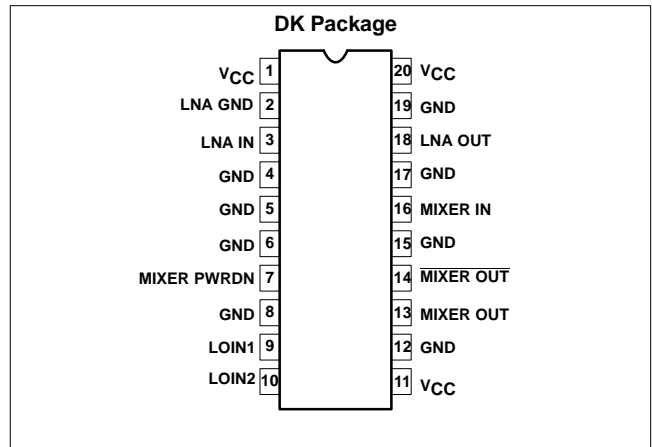 DK Package
VCC 1 20 VCC
LNA GND 2 19 GND
LNA IN 3 18 LNA OUT
GND 4 17 GND
GND 5 16 MIXER IN
GND 6 15 GND
MIXER PWRDN 7 14 MIXER OUT
GND 8 13 MIXER OUT
LOIN1 9 12 GND
LOIN2 10 11 VCC